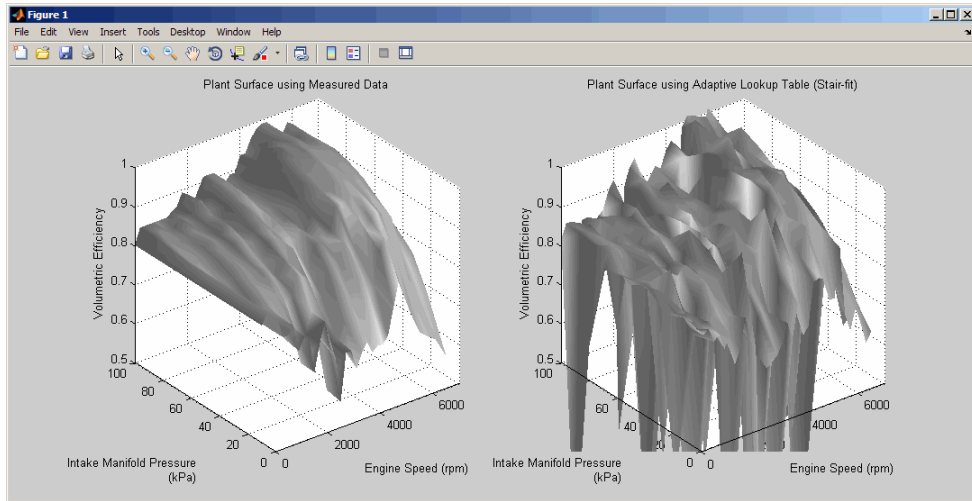 Figure 1
File Edit View Insert Tools Desktop Window Help
Plant Surface using Measured Data
1
0.9
0.8
0.7
0.6
0.5
Volumetric Efficiency
100
80
60
40
20
0
Intake Manifold Pressure
(kPa)
0
2000
4000
6000
Engine Speed (rpm)
Plant Surface using Adaptive Lookup Table (Stair-fit)
1
0.9
0.8
0.7
0.6
0.5
Volumetric Efficiency
100
60
0
Intake Manifold Pressure
(kPa)
0
4000
6000
Engine Speed (rpm)